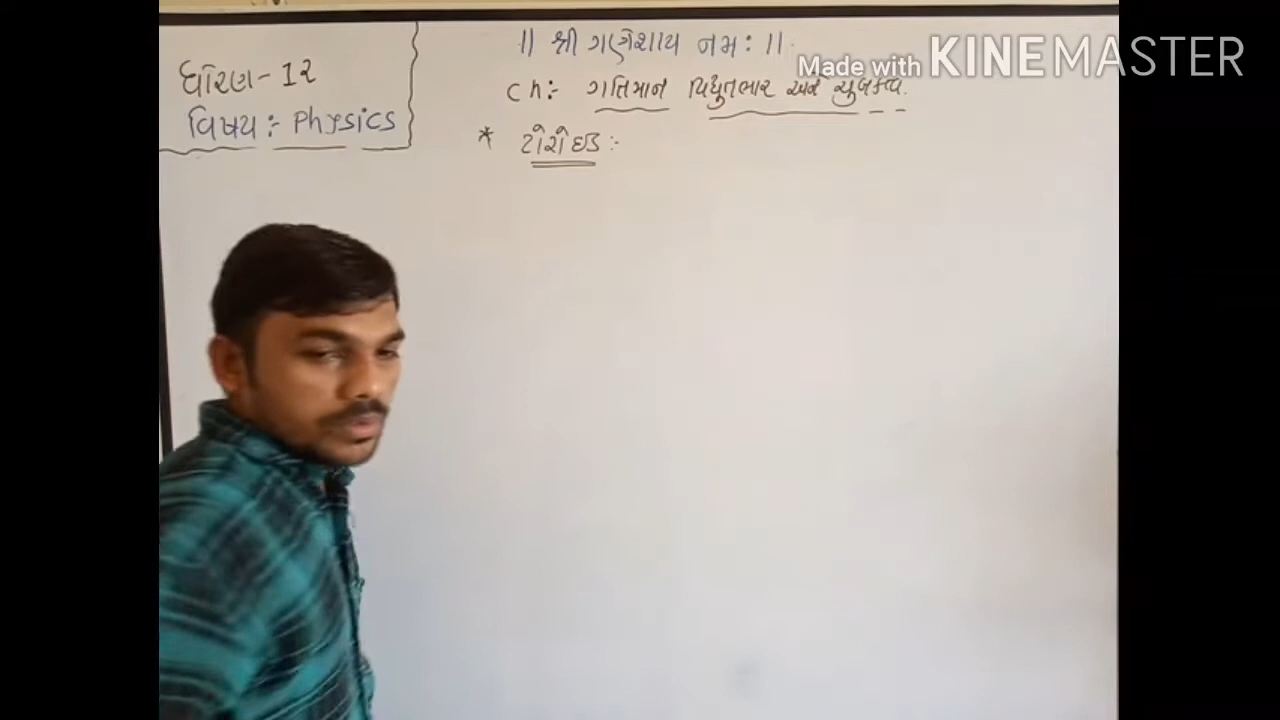 ધોરણ - 12
વિષય : Physics
॥ શ્રી ગણેશાય નમઃ ॥
Made with KINEMASTER
ch :- ગતિમાન વિદ્યુતભાર અને ચુંબકત્વ.
* ટોરોઇડ :-